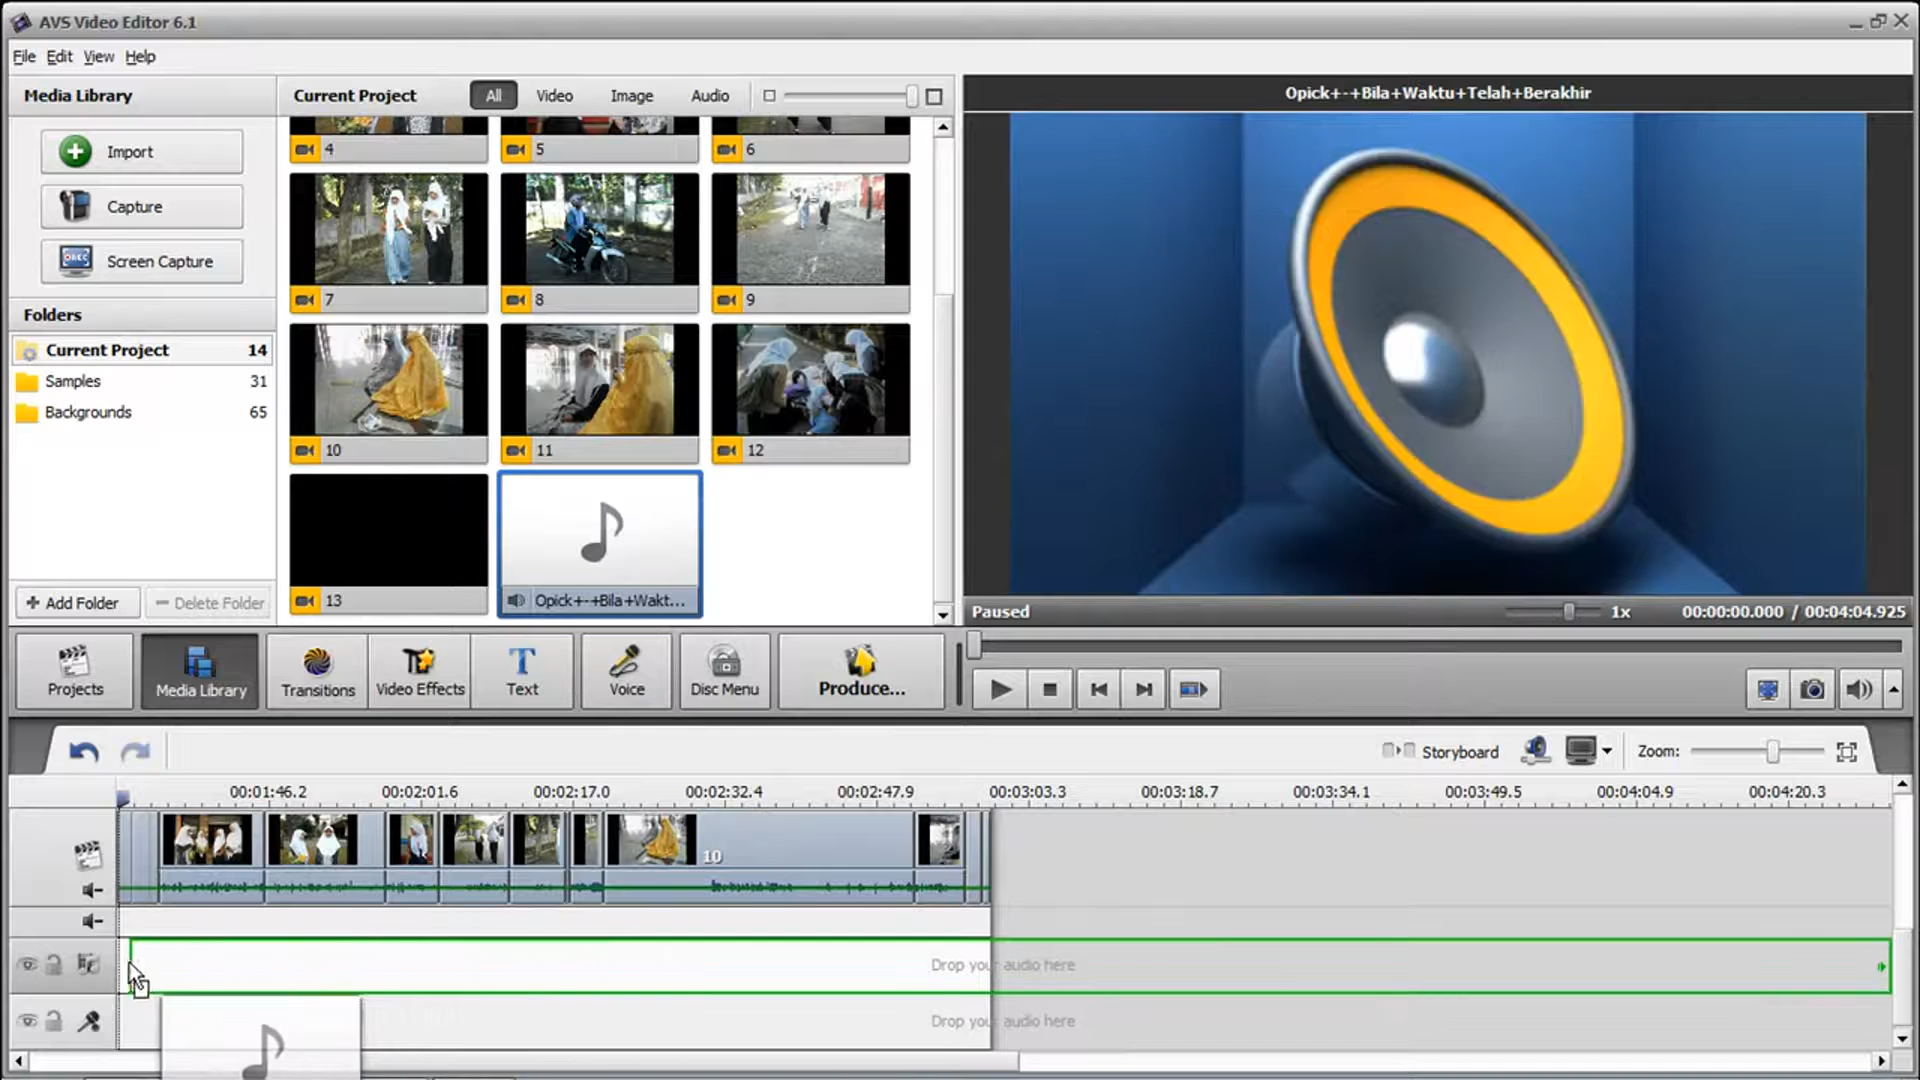 AVS Video Editor 6.1
File Edit View Help
Media Library
Current Project
All
Video
Image
Audio
Import
Capture
Screen Capture
Folders
Current Project 14
Samples 31
Backgrounds 65
+ Add Folder
− Delete Folder
4
5
6
7
8
9
10
11
12
13
Opick+-+Bila+Wakt...
Opick+-+Bila+Waktu+Telah+Berakhir
Paused
1x
00:00:00.000 / 00:04:04.925
Projects
Media Library
Transitions
Video Effects
Text
Voice
Disc Menu
Produce...
Storyboard
Zoom:
00:01:46.2 00:02:01.6 00:02:17.0 00:02:32.4 00:02:47.9 00:03:03.3 00:03:18.7 00:03:34.1 00:03:49.5 00:04:04.9 00:04:20.3
10
Drop your audio here
Drop your audio here